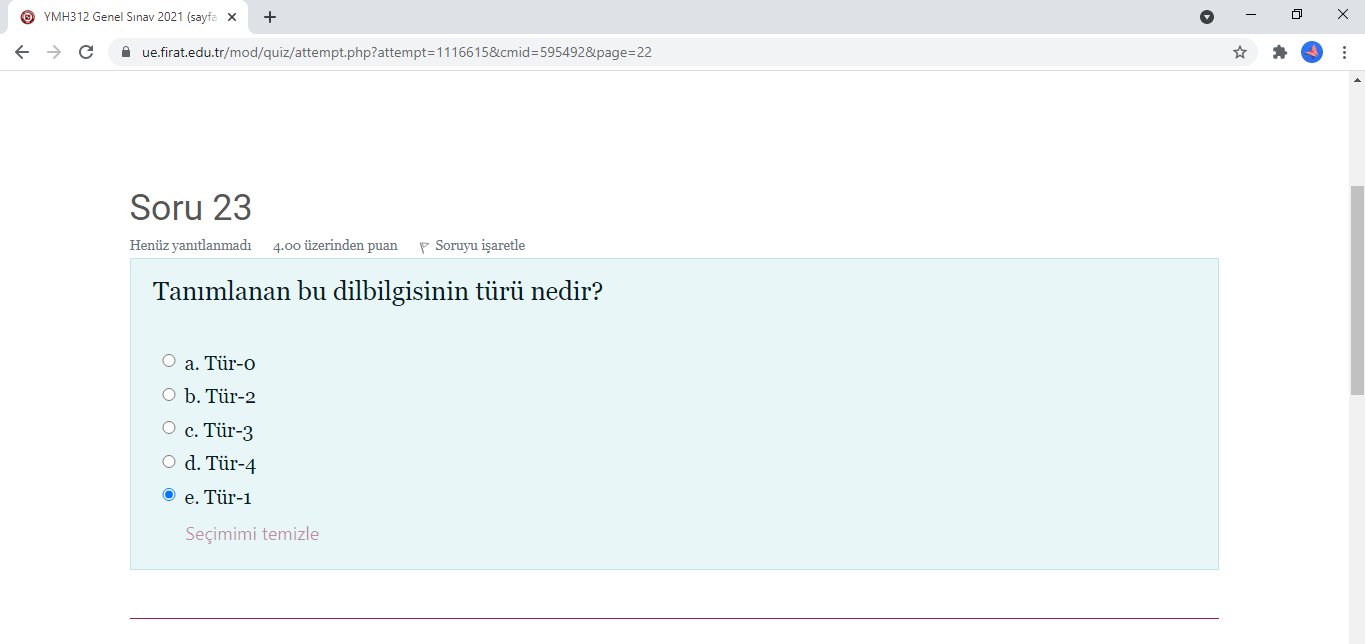 YMH312 Genel Sınav 2021 (sayfa
ue.firat.edu.tr/mod/quiz/attempt.php?attempt=1116615&cmid=595492&page=22
Soru 23
Henüz yanıtlanmadı 4.00 üzerinden puan Soruyu işaretle
Tanımlanan bu dilbilgisinin türü nedir?
a. Tür-0
b. Tür-2
c. Tür-3
d. Tür-4
e. Tür-1
Seçimimi temizle